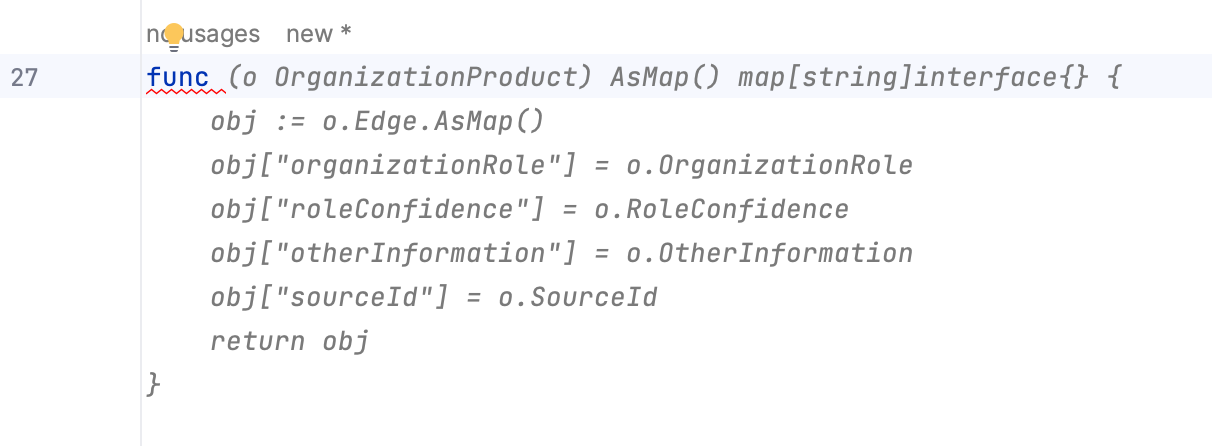 no usages new *
27 func (o OrganizationProduct) AsMap() map[string]interface{} {
obj := o.Edge.AsMap()
obj["organizationRole"] = o.OrganizationRole
obj["roleConfidence"] = o.RoleConfidence
obj["otherInformation"] = o.OtherInformation
obj["sourceId"] = o.SourceId
return obj
}